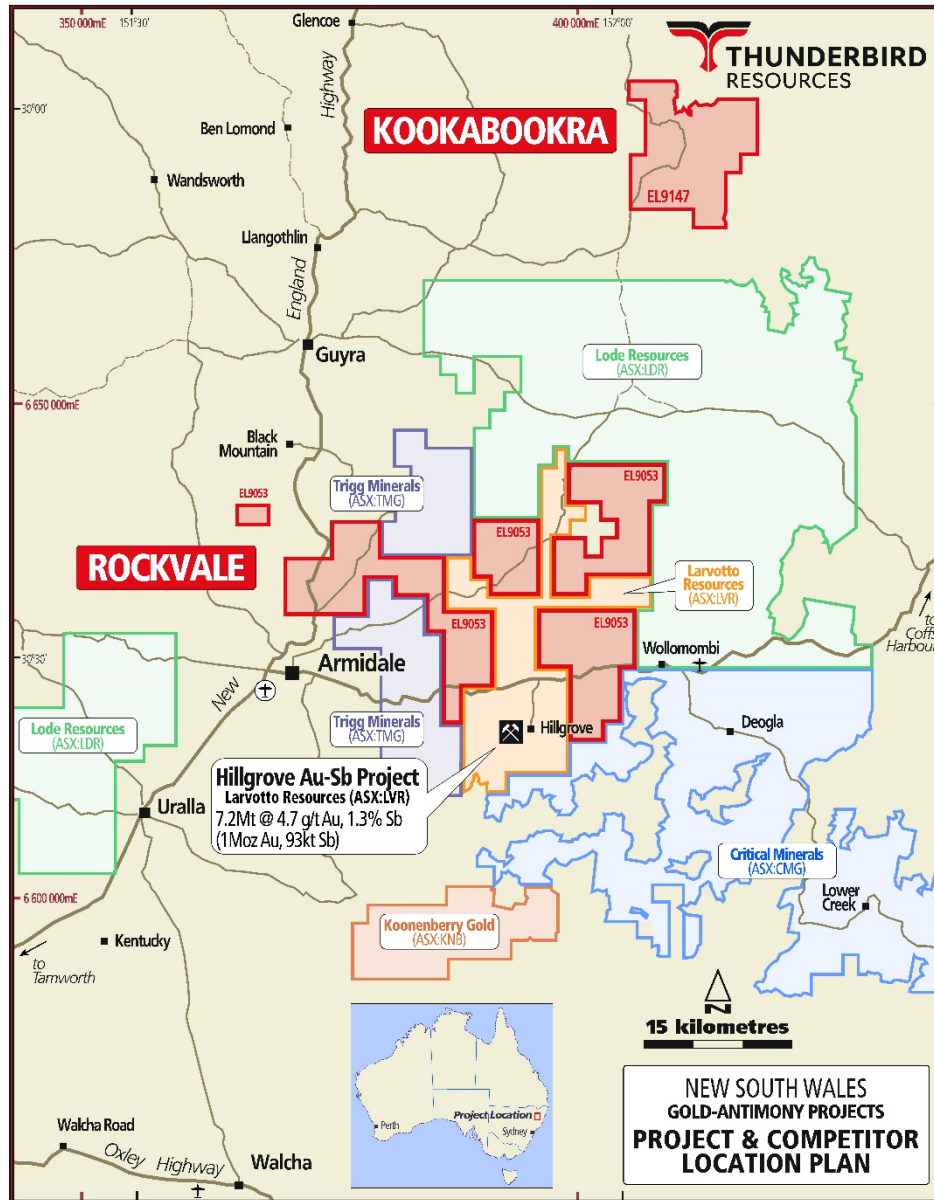 350 000mE
151°30'
400 000mE
152°00'
Glencoe
THUNDERBIRD
RESOURCES
Highway
30°00'
Ben Lomond
KOOKABOOKRA
Wandsworth
EL9147
Llangothlin
England
Guyra
Lode Resources
(ASX:LDR)
6 650 000mE
Black
Mountain
Trigg Minerals
(ASX:TMG)
EL9053
EL9053
EL9053
ROCKVALE
Larvotto
Resources
(ASX:LVR)
to
Coffs
Harbour
EL9053
EL9053
30°30'
Wollomombi
Armidale
New
Lode Resources
(ASX:LDR)
Trigg Minerals
(ASX:TMG)
Hillgrove
Deogla
Hillgrove Au-Sb Project
Larvotto Resources (ASX:LVR)
7.2Mt @ 4.7 g/t Au, 1.3% Sb
(1Moz Au, 93kt Sb)
Uralla
Critical Minerals
(ASX:CMG)
Lower
Creek
6 600 000mE
Koonenberry Gold
(ASX:KNB)
Kentucky
to
Tamworth
N
15 kilometres
Project Location
Perth
Sydney
NEW SOUTH WALES
GOLD-ANTIMONY PROJECTS
PROJECT & COMPETITOR
LOCATION PLAN
Walcha Road
Oxley Highway
Walcha